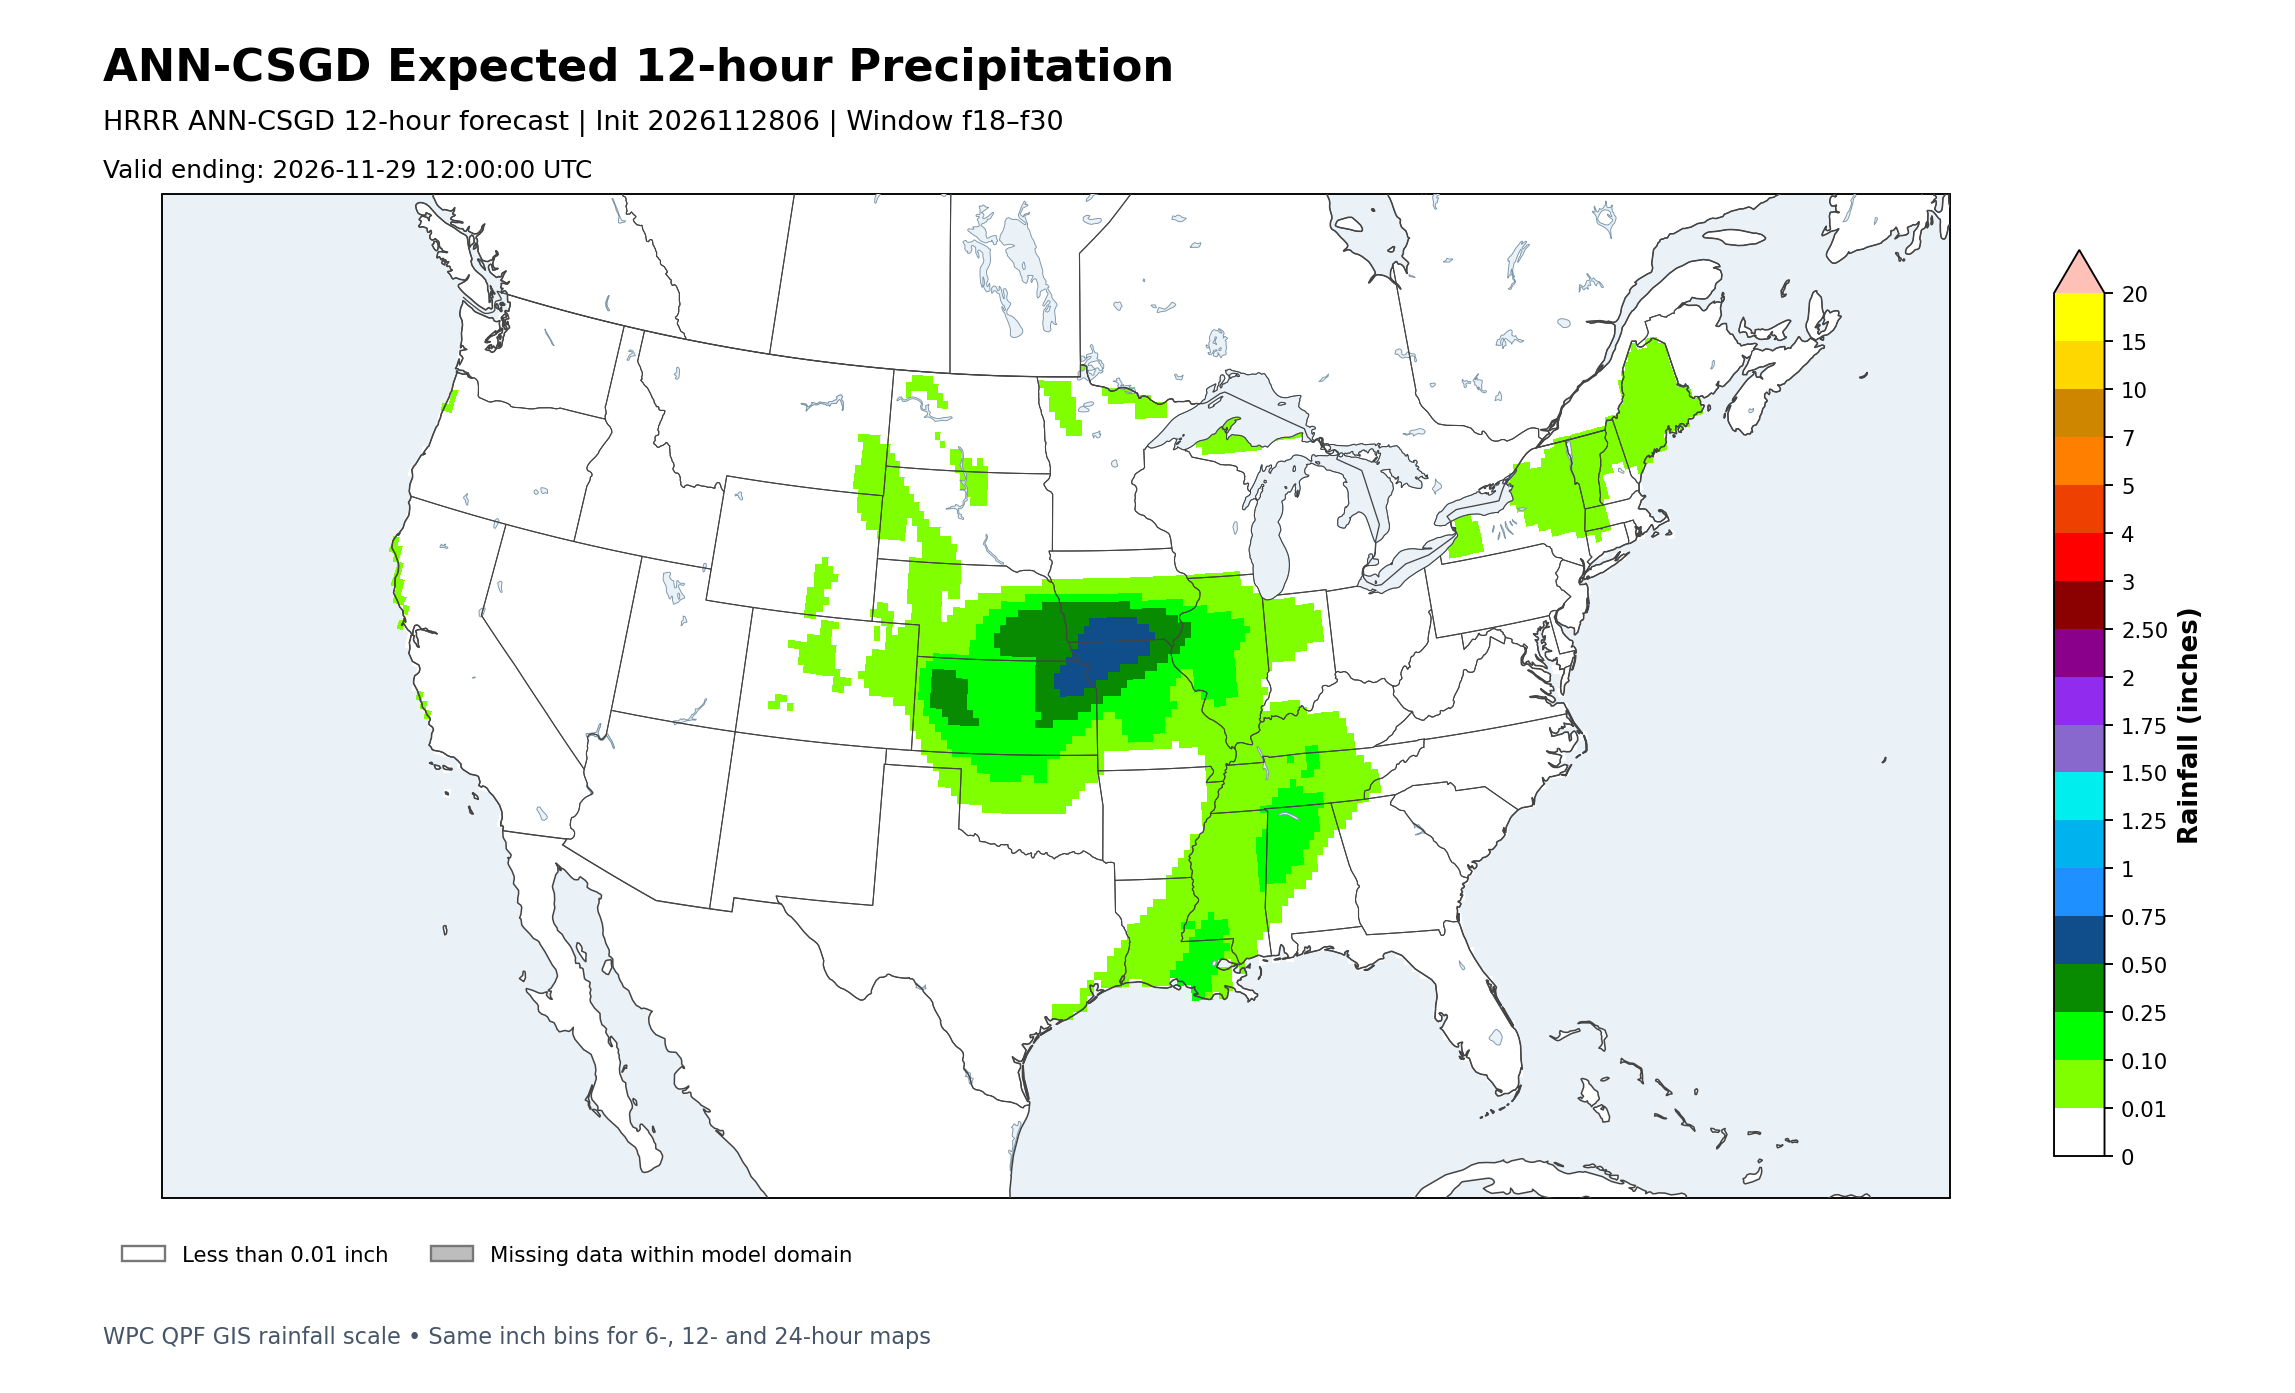 ANN-CSGD Expected 12-hour Precipitation
HRRR ANN-CSGD 12-hour forecast | Init 2026112806 | Window f18–f30
Valid ending: 2026-11-29 12:00:00 UTC
20
15
10
7
5
4
3
2.50
2
1.75
1.50
1.25
1
0.75
0.50
0.25
0.10
0.01
0
Rainfall (inches)
Less than 0.01 inch
Missing data within model domain
WPC QPF GIS rainfall scale • Same inch bins for 6-, 12- and 24-hour maps